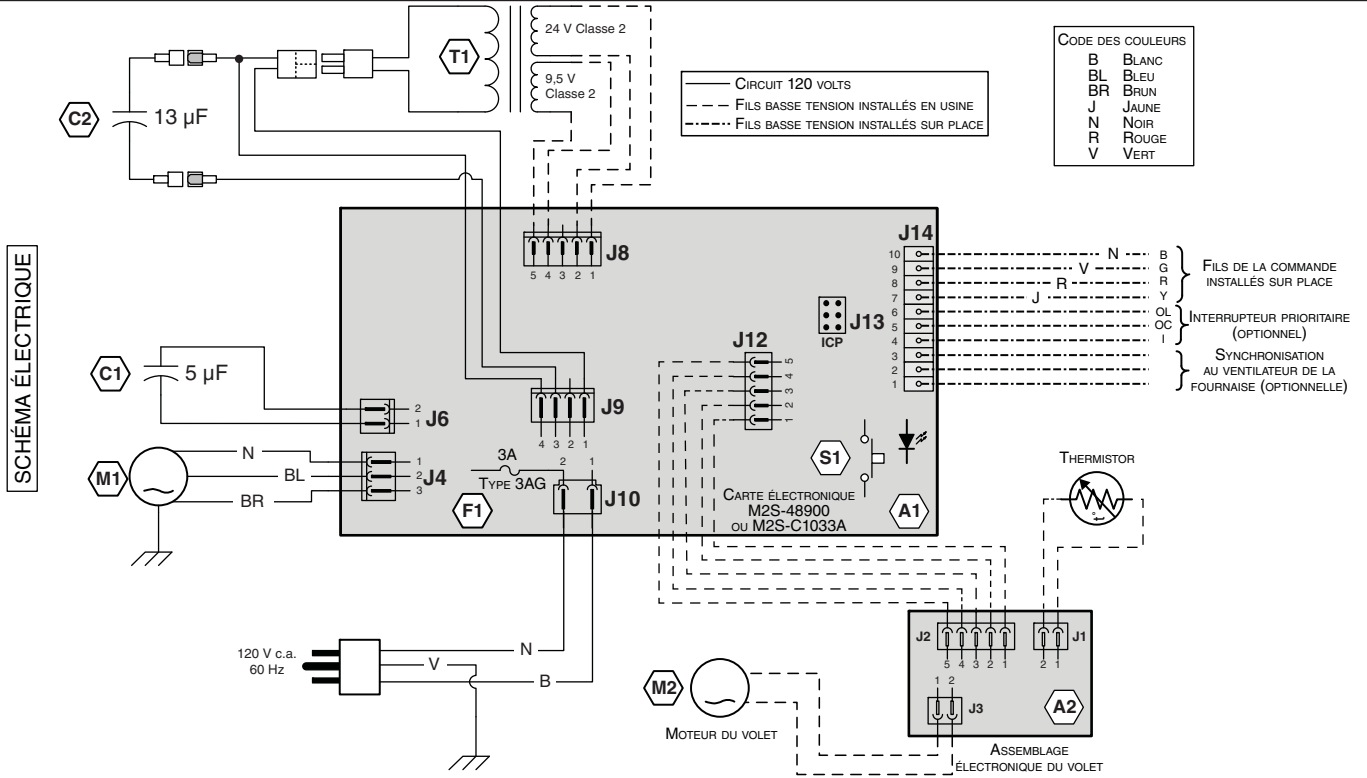 SCHÉMA ÉLECTRIQUE
T1
24 V Classe 2
9,5 V
Classe 2
C2
13 µF
CIRCUIT 120 VOLTS
FILS BASSE TENSION INSTALLÉS EN USINE
FILS BASSE TENSION INSTALLÉS SUR PLACE
CODE DES COULEURS
B BLANC
BL BLEU
BR BRUN
J JAUNE
N NOIR
R ROUGE
V VERT
J8
5 4 3 2 1
J14
10 N B
9 V G
8 R R
7 J Y
6 OL
5 OC
4 I
3
2
1
FILS DE LA COMMANDE
INSTALLÉS SUR PLACE
INTERRUPTEUR PRIORITAIRE
(OPTIONNEL)
SYNCHRONISATION
AU VENTILATEUR DE LA
FOURNAISE (OPTIONNELLE)
J13
ICP
J12
5
4
3
2
1
C1
5 µF
2
1
J6
J9
4 3 2 1
M1
N
BL
BR
1
2
3
J4
3A
TYPE 3AG
F1
2 1
J10
S1
CARTE ÉLECTRONIQUE
M2S-48900
OU M2S-C1033A
A1
THERMISTOR
t°
120 V c.a.
60 Hz
N
V
B
J2
5 4 3 2 1
J1
2 1
1 2
J3
A2
M2
MOTEUR DU VOLET
ASSEMBLAGE
ÉLECTRONIQUE DU VOLET